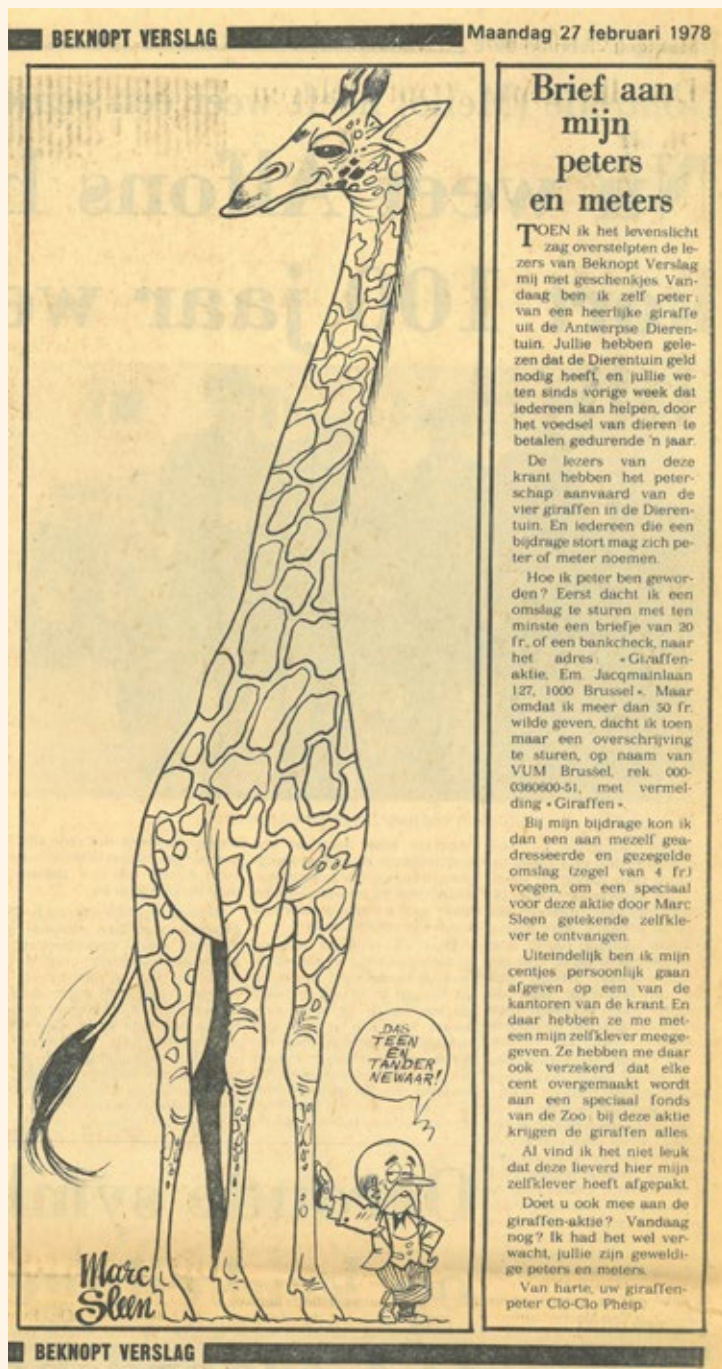 BEKNOPT VERSLAG
Maandag 27 februari 1978
Brief aan
mijn
peters
en meters
TOEN ik het levenslicht
zag overstelpten de le-
zers van Beknopt Verslag
mij met geschenkjes. Van-
daag ben ik zelf peter:
van een heerlijke giraffe
uit de Antwerpse Dieren-
tuin. Jullie hebben gele-
zen dat de Dierentuin geld
nodig heeft, en jullie we-
ten sinds vorige week dat
iedereen kan helpen, door
het voedsel van dieren te
betalen gedurende 'n jaar.
De lezers van deze
krant hebben het peter-
schap aanvaard van de
vier giraffen in de Dieren-
tuin. En iedereen die een
bijdrage stort mag zich pe-
ter of meter noemen.
Hoe ik peter ben gewor-
den? Eerst dacht ik een
omslag te sturen met ten
minste een briefje van 20
fr., of een bankcheck, naar
het adres: «Giraffen-
aktie, Em. Jacqmainlaan
127, 1000 Brussel». Maar
omdat ik meer dan 50 fr.
wilde geven, dacht ik toen
maar een overschrijving
te sturen, op naam van
VUM Brussel, rek. 000-
0360600-51, met vermel-
ding «Giraffen».
Bij mijn bijdrage kon ik
dan een aan mezelf gea-
dresseerde en gezegelde
omslag (zegel van 4 fr.)
voegen, om een speciaal
voor deze aktie door Marc
Sleen getekende zelfkle-
ver te ontvangen.
Uiteindelijk ben ik mijn
centjes persoonlijk gaan
afgeven op een van de
kantoren van de krant. En
daar hebben ze me met-
een mijn zelfklever meege-
geven. Ze hebben me daar
ook verzekerd dat elke
cent overgemaakt wordt
aan een speciaal fonds
van de Zoo: bij deze aktie
krijgen de giraffen alles.
Al vind ik het niet leuk
dat deze lieverd hier mijn
zelfklever heeft afgepakt.
Doet u ook mee aan de
giraffen-aktie? Vandaag
nog? Ik had het wel ver-
wacht, jullie zijn geweldi-
ge peters en meters.
Van harte, uw giraffen-
peter Clo-Clo Pheip.
DAS
TEEN
EN
TANDER
NEWAAR!
Marc
Sleen
BEKNOPT VERSLAG